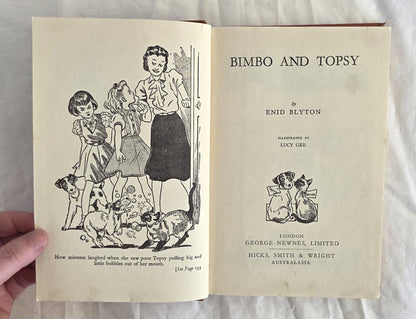 How mistress laughed when she saw poor Topsy puffing big and
little bubbles out of her mouth.
[See Page 133
BIMBO AND TOPSY
by
ENID BLYTON
ILLUSTRATED BY
LUCY GEE
LONDON
GEORGE NEWNES, LIMITED
HICKS, SMITH & WRIGHT
AUSTRALASIA